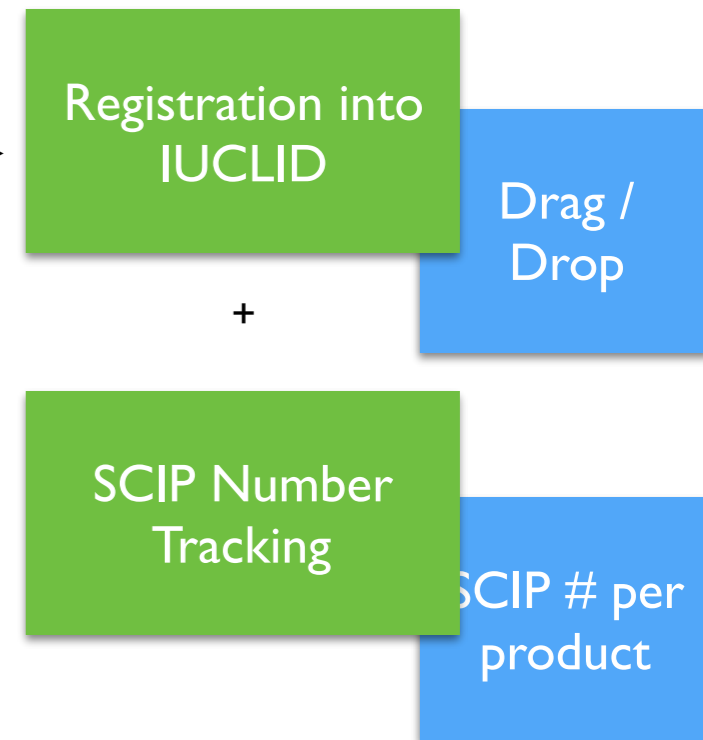 Registration into
IUCLID
Drag /
Drop
+
SCIP Number
Tracking
SCIP # per
product